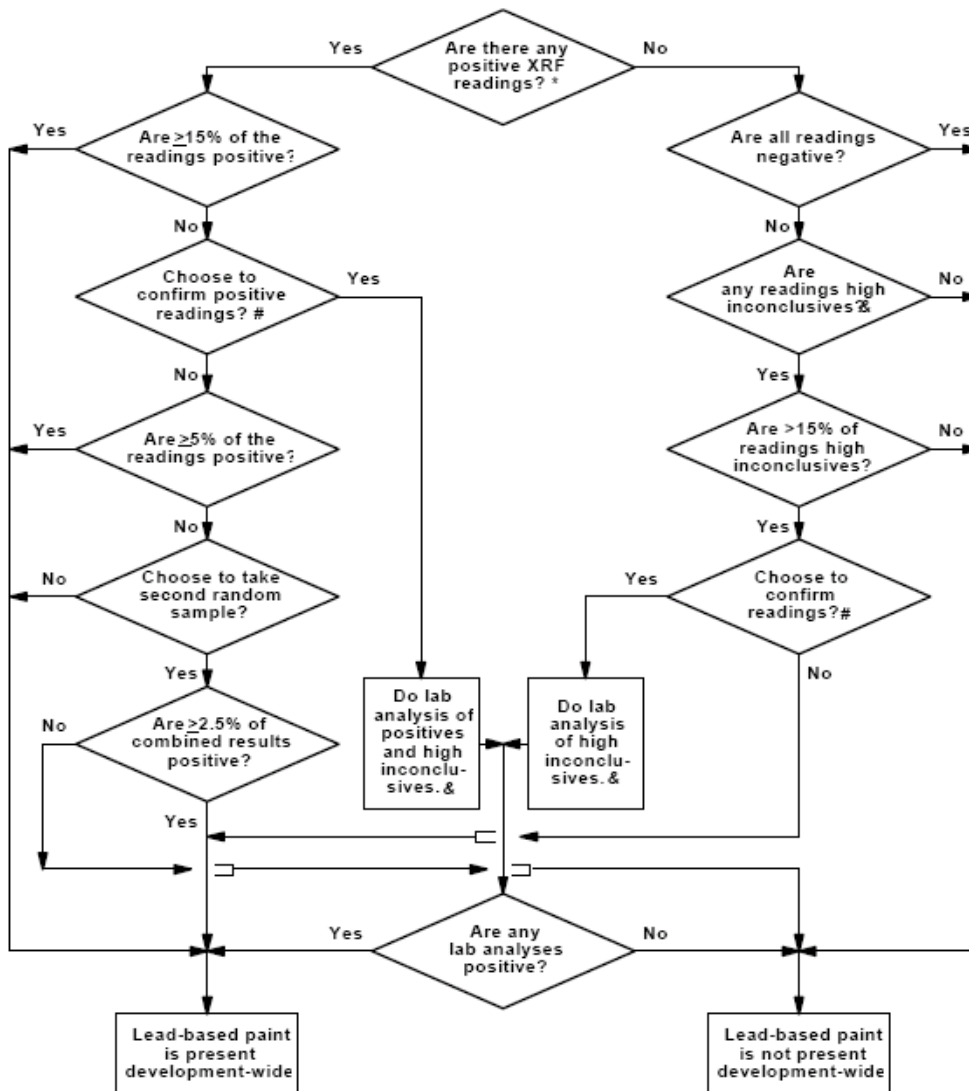 Yes
Are there any
positive XRF
readings? *
No
Yes
Are ≥15% of the
readings positive?
Are all readings
negative?
Yes
No
No
Choose to
confirm positive
readings? #
Yes
Are
any readings high
inconclusives?&
No
No
Yes
Yes
Are ≥5% of the
readings positive?
Are >15% of
readings high
inconclusives?
No
No
Yes
No
Choose to take
second random
sample?
Yes
Choose to
confirm
readings?#
Yes
No
No
Are ≥2.5% of
combined results
positive?
Do lab
analysis of
positives
and high
inconclu-
sives. &
Do lab
analysis
of high
inconclu-
sives. &
Yes
Yes
Are any
lab analyses
positive?
No
Lead-based paint
is present
development-wide
Lead-based paint
is not present
development-wide